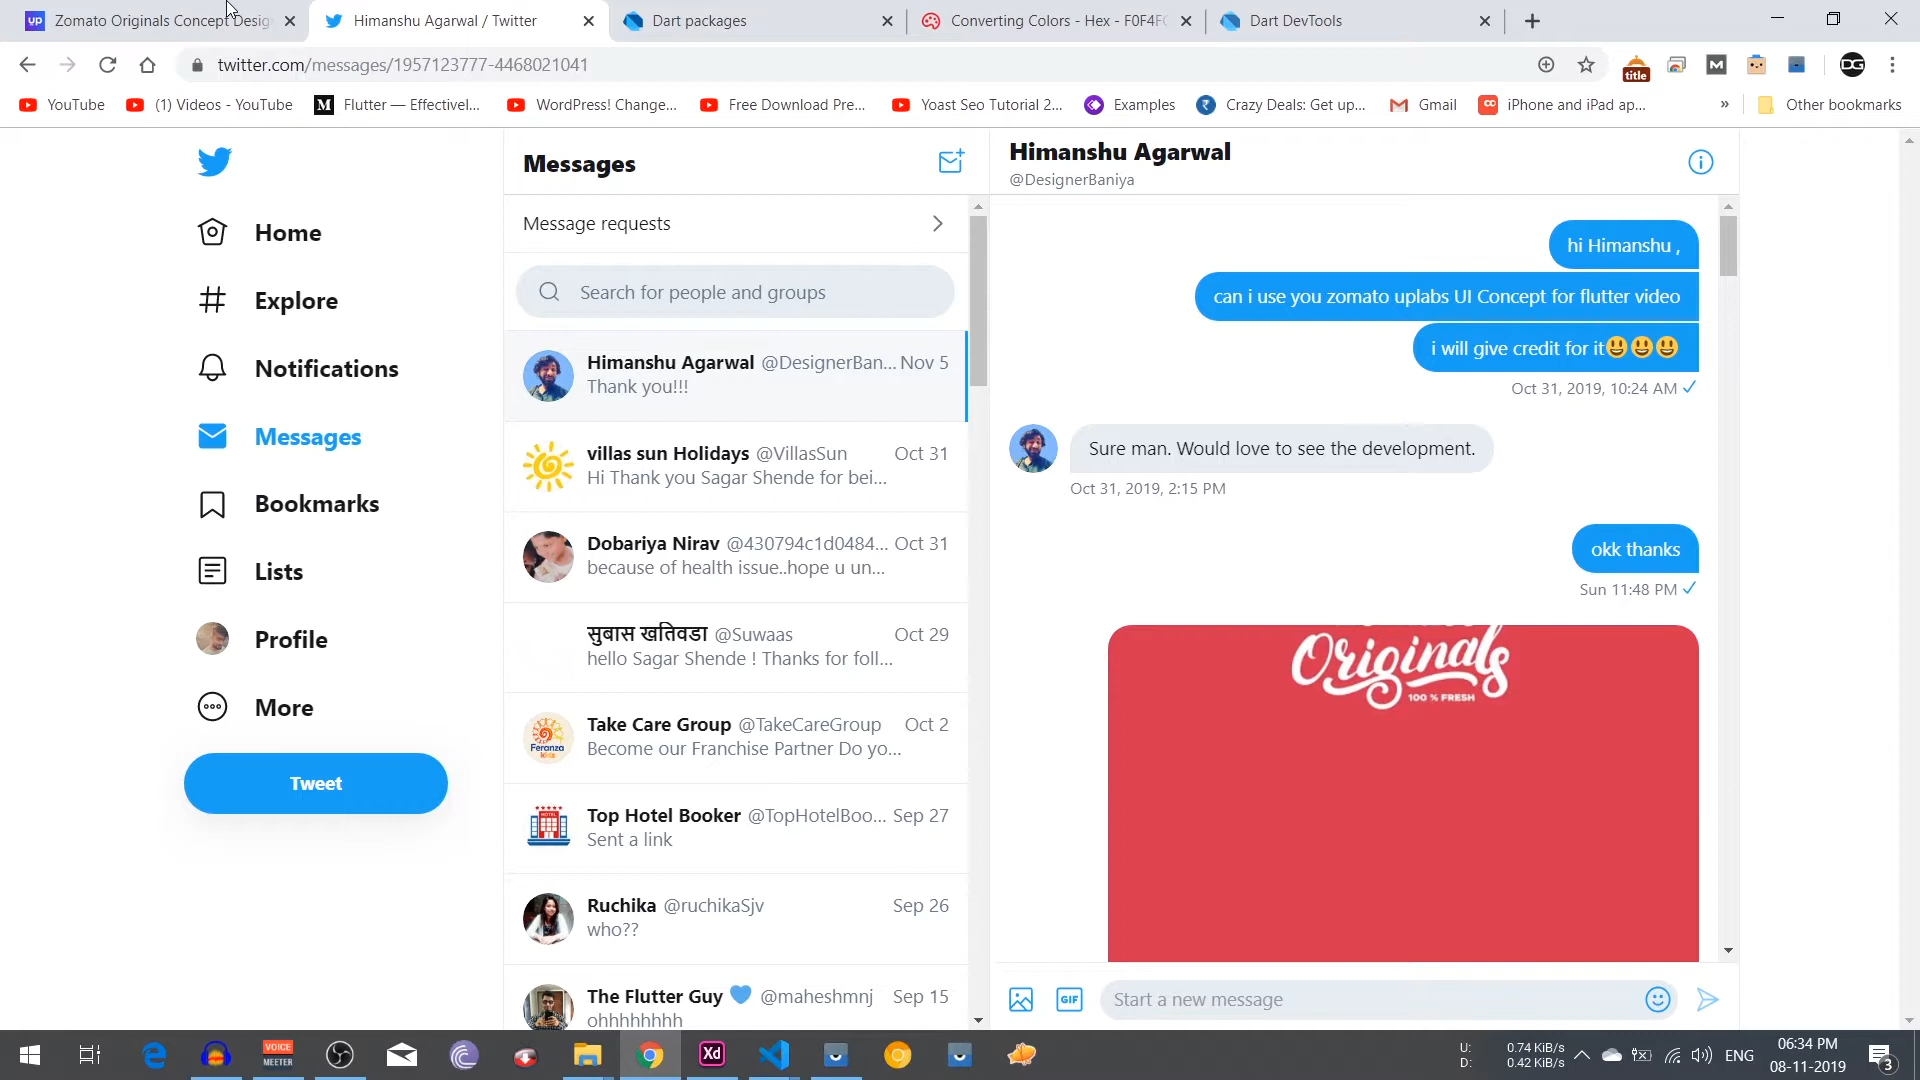 Zomato Originals Concept Desig
Himanshu Agarwal / Twitter
Dart packages
Converting Colors - Hex - F0F4F
Dart DevTools
twitter.com/messages/1957123777-4468021041
title
M
DG
YouTube
(1) Videos - YouTube
M Flutter — Effectivel...
WordPress! Change...
Free Download Pre...
Yoast Seo Tutorial 2...
Examples
Crazy Deals: Get up...
Gmail
iPhone and iPad ap...
»
Other bookmarks
Home
Explore
Notifications
Messages
Bookmarks
Lists
Profile
More
Tweet
Messages
Message requests
Search for people and groups
Himanshu Agarwal @DesignerBan... Nov 5
Thank you!!!
villas sun Holidays @VillasSun Oct 31
Hi Thank you Sagar Shende for bei...
Dobariya Nirav @430794c1d0484... Oct 31
because of health issue..hope u un...
सुबास खतिवडा @Suwaas Oct 29
hello Sagar Shende ! Thanks for foll...
Take Care Group @TakeCareGroup Oct 2
Become our Franchise Partner Do yo...
Feranza
kidz
Top Hotel Booker @TopHotelBoo... Sep 27
Sent a link
HOTEL
Ruchika @ruchikaSjv Sep 26
who??
The Flutter Guy 💙 @maheshmnj Sep 15
ohhhhhhhh
Himanshu Agarwal
@DesignerBaniya
hi Himanshu ,
can i use you zomato uplabs UI Concept for flutter video
i will give credit for it😃😃😃
Oct 31, 2019, 10:24 AM ✓
Sure man. Would love to see the development.
Oct 31, 2019, 2:15 PM
okk thanks
Sun 11:48 PM ✓
Originals
100 % FRESH
GIF
Start a new message
VOICE
MEETER
Xd
U: 0.74 KiB/s
D: 0.42 KiB/s
ENG
06:34 PM
08-11-2019
3